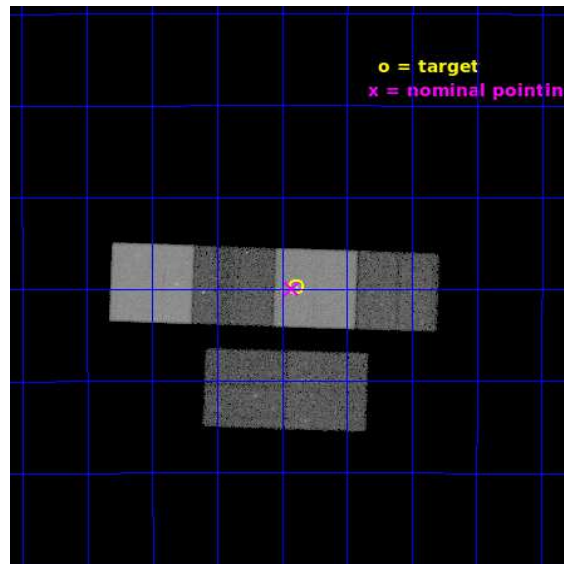 o = target
x = nominal pointin